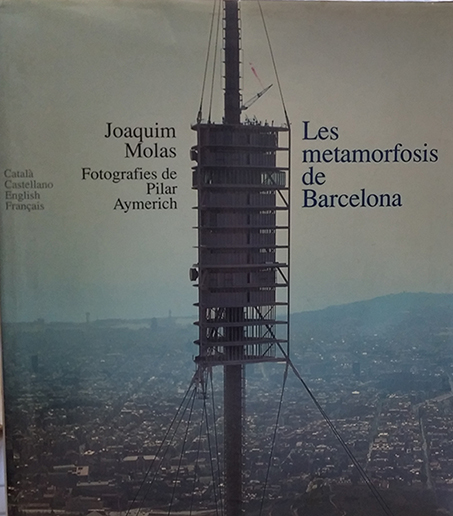 Joaquim
Molas
Fotografies de
Pilar
Aymerich
Les
metamorfosis
de
Barcelona
Català
Castellano
English
Français